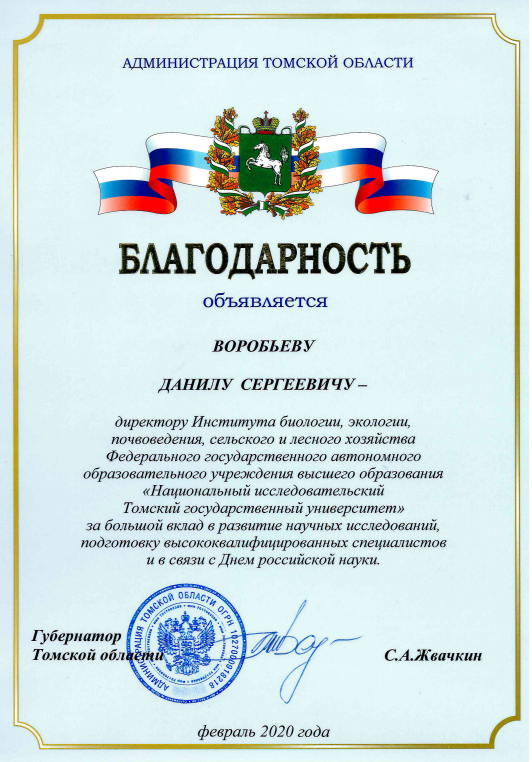 АДМИНИСТРАЦИЯ ТОМСКОЙ ОБЛАСТИ
БЛАГОДАРНОСТЬ
объявляется
ВОРОБЬЕВУ
ДАНИЛУ СЕРГЕЕВИЧУ –
директору Института биологии, экологии,
почвоведения, сельского и лесного хозяйства
Федерального государственного автономного
образовательного учреждения высшего образования
«Национальный исследовательский
Томский государственный университет»
за большой вклад в развитие научных исследований,
подготовку высококвалифицированных специалистов
и в связи с Днем российской науки.
АДМИНИСТРАЦИЯ ТОМСКОЙ ОБЛАСТИ ОГРН 1027000918218
Губернатор
Томской области
С.А.Жвачкин
февраль 2020 года